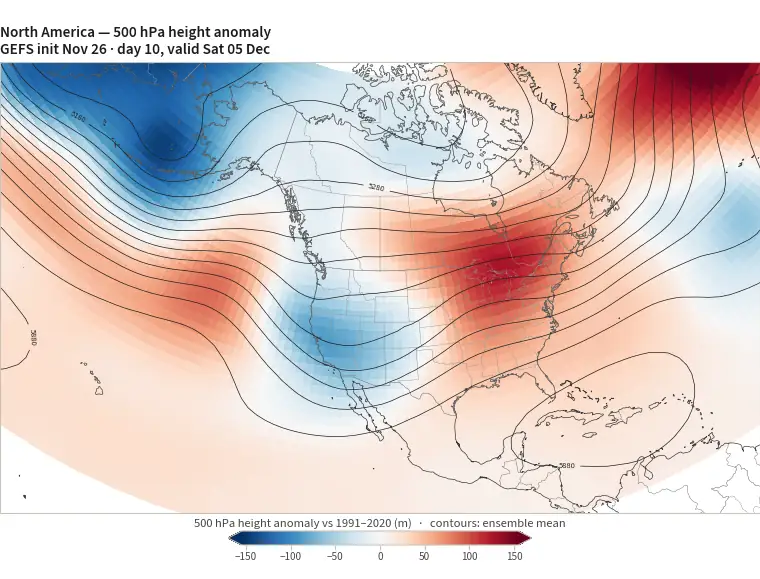 North America — 500 hPa height anomaly
GEFS init Nov 26 · day 10, valid Sat 05 Dec
5280
5880
5880
500 hPa height anomaly vs 1991–2020 (m) · contours: ensemble mean
−150 −100 −50 0 50 100 150